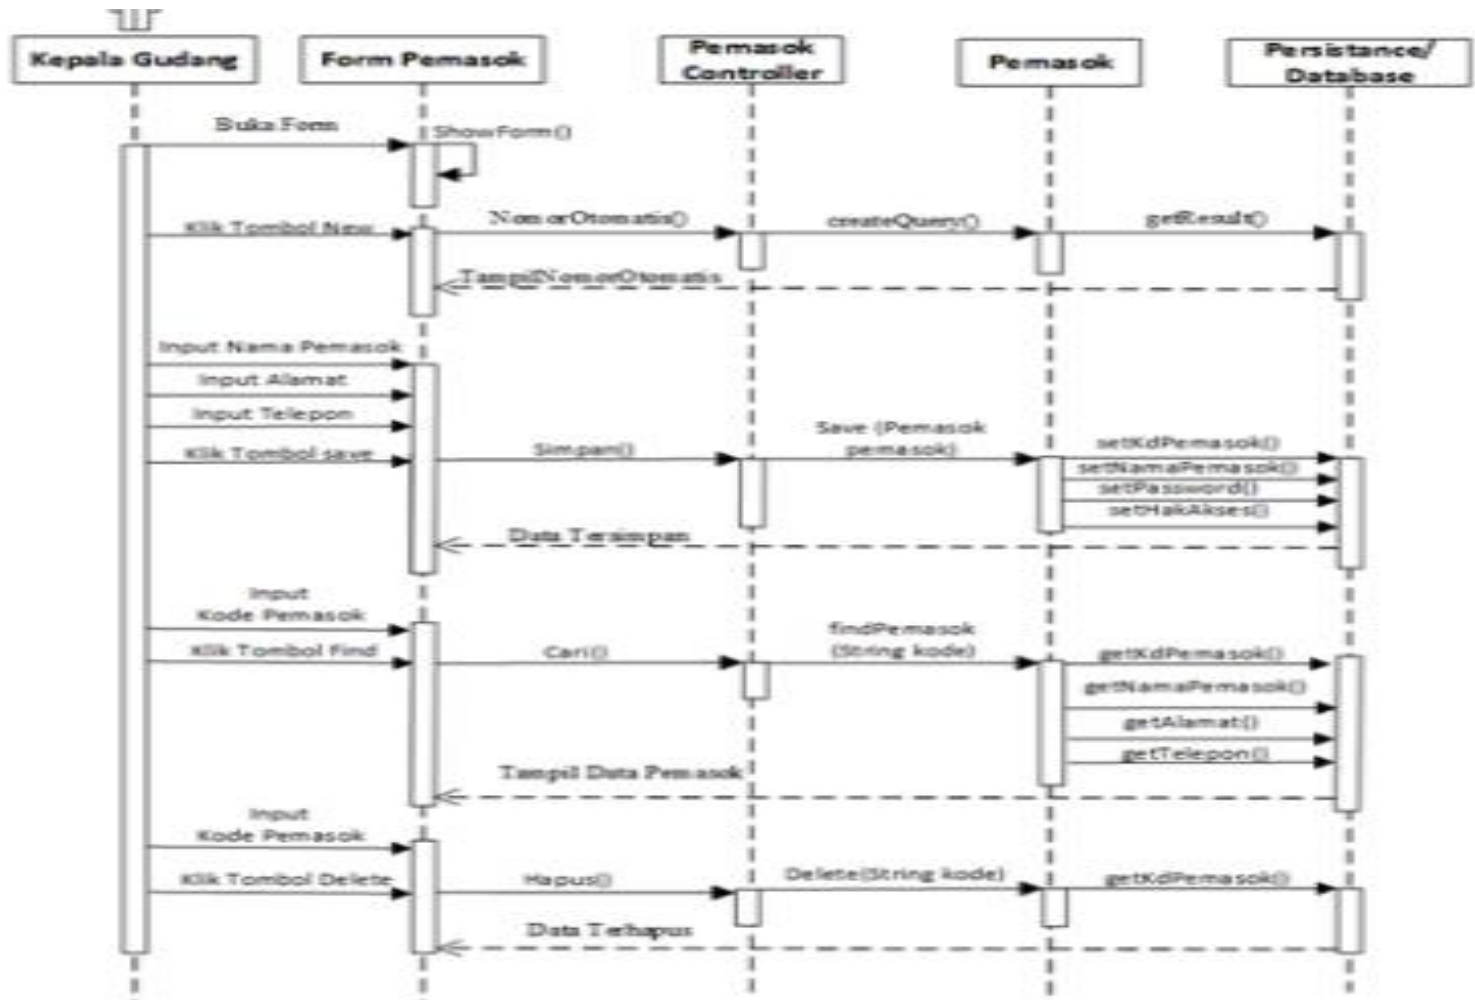 Kepala Gudang
Form Pemasok
Pemasok
Controller
Pemasok
Persistance/
Database
Buka Form
ShowForm()
Klik Tombol New
NomorOtomatis()
createQuery()
getResult()
TampilNomorOtomatis
Input Nama Pemasok
Input Alamat
Input Telepon
Klik Tombol save
Simpan()
Save (Pemasok
pemasok)
setKdPemasok()
setNamaPemasok()
setPassword()
setHakAkses()
Data Tersimpan
Input
Kode Pemasok
Klik Tombol Find
Cari()
findPemasok
(String kode)
getKdPemasok()
getNamaPemasok()
getAlamat()
getTelepon()
Tampil Data Pemasok
Input
Kode Pemasok
Klik Tombol Delete
Hapus()
Delete(String kode)
getKdPemasok()
Data Terhapus